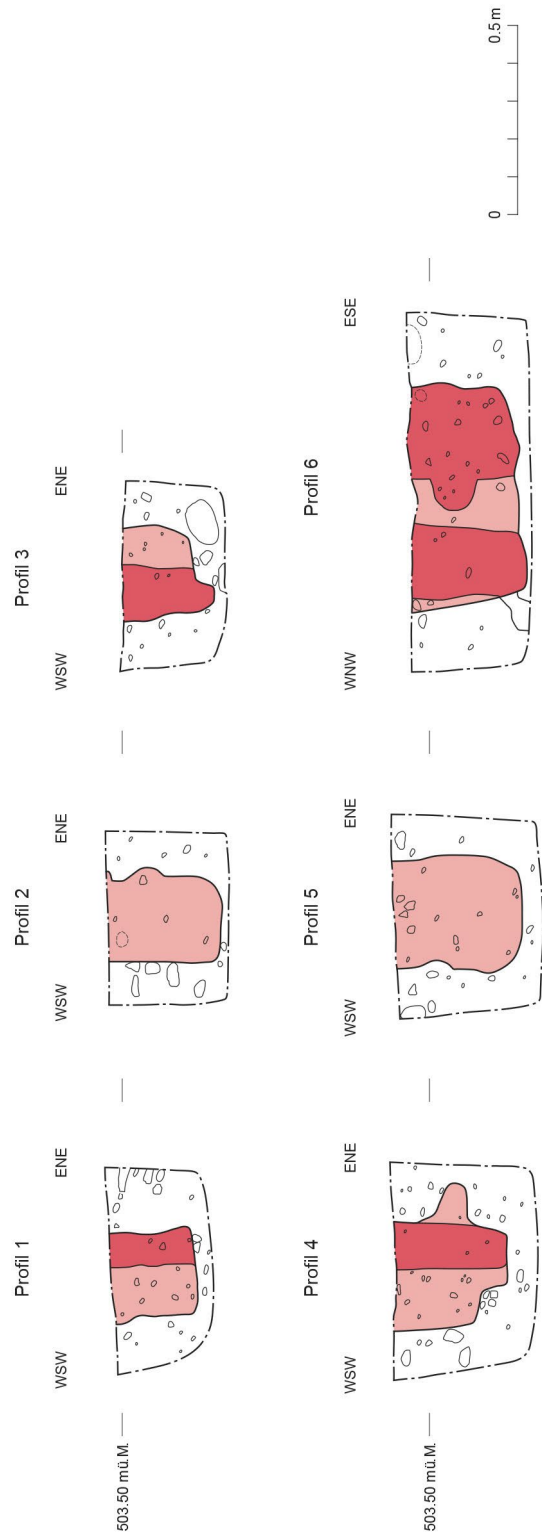 Profil 1
WSW ENE
Profil 2
WSW ENE
Profil 3
WSW ENE
503.50 mü.M.
Profil 4
WSW ENE
Profil 5
WSW ENE
Profil 6
WNW ESE
503.50 mü.M.
0 0.5 m